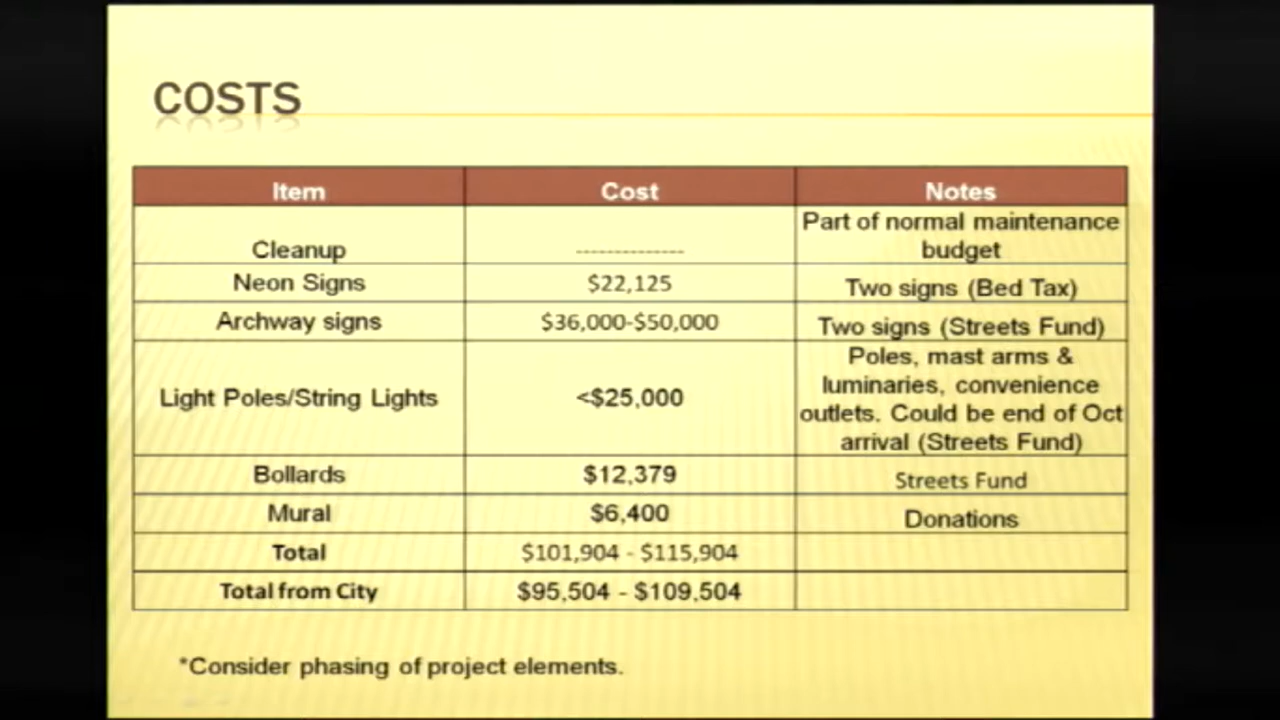 COSTS
Item Cost Notes
Part of normal maintenance
Cleanup -------------- budget
Neon Signs $22,125 Two signs (Bed Tax)
Archway signs $36,000-$50,000 Two signs (Streets Fund)
Poles, mast arms &
luminaries, convenience
Light Poles/String Lights <$25,000 outlets. Could be end of Oct
arrival (Streets Fund)
Bollards $12,379 Streets Fund
Mural $6,400 Donations
Total $101,904 - $115,904
Total from City $95,504 - $109,504
*Consider phasing of project elements.